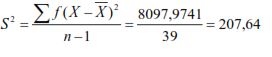 S² = ∑ f(X − X̄)² / n−1 = 8097,9741 / 39 = 207,64